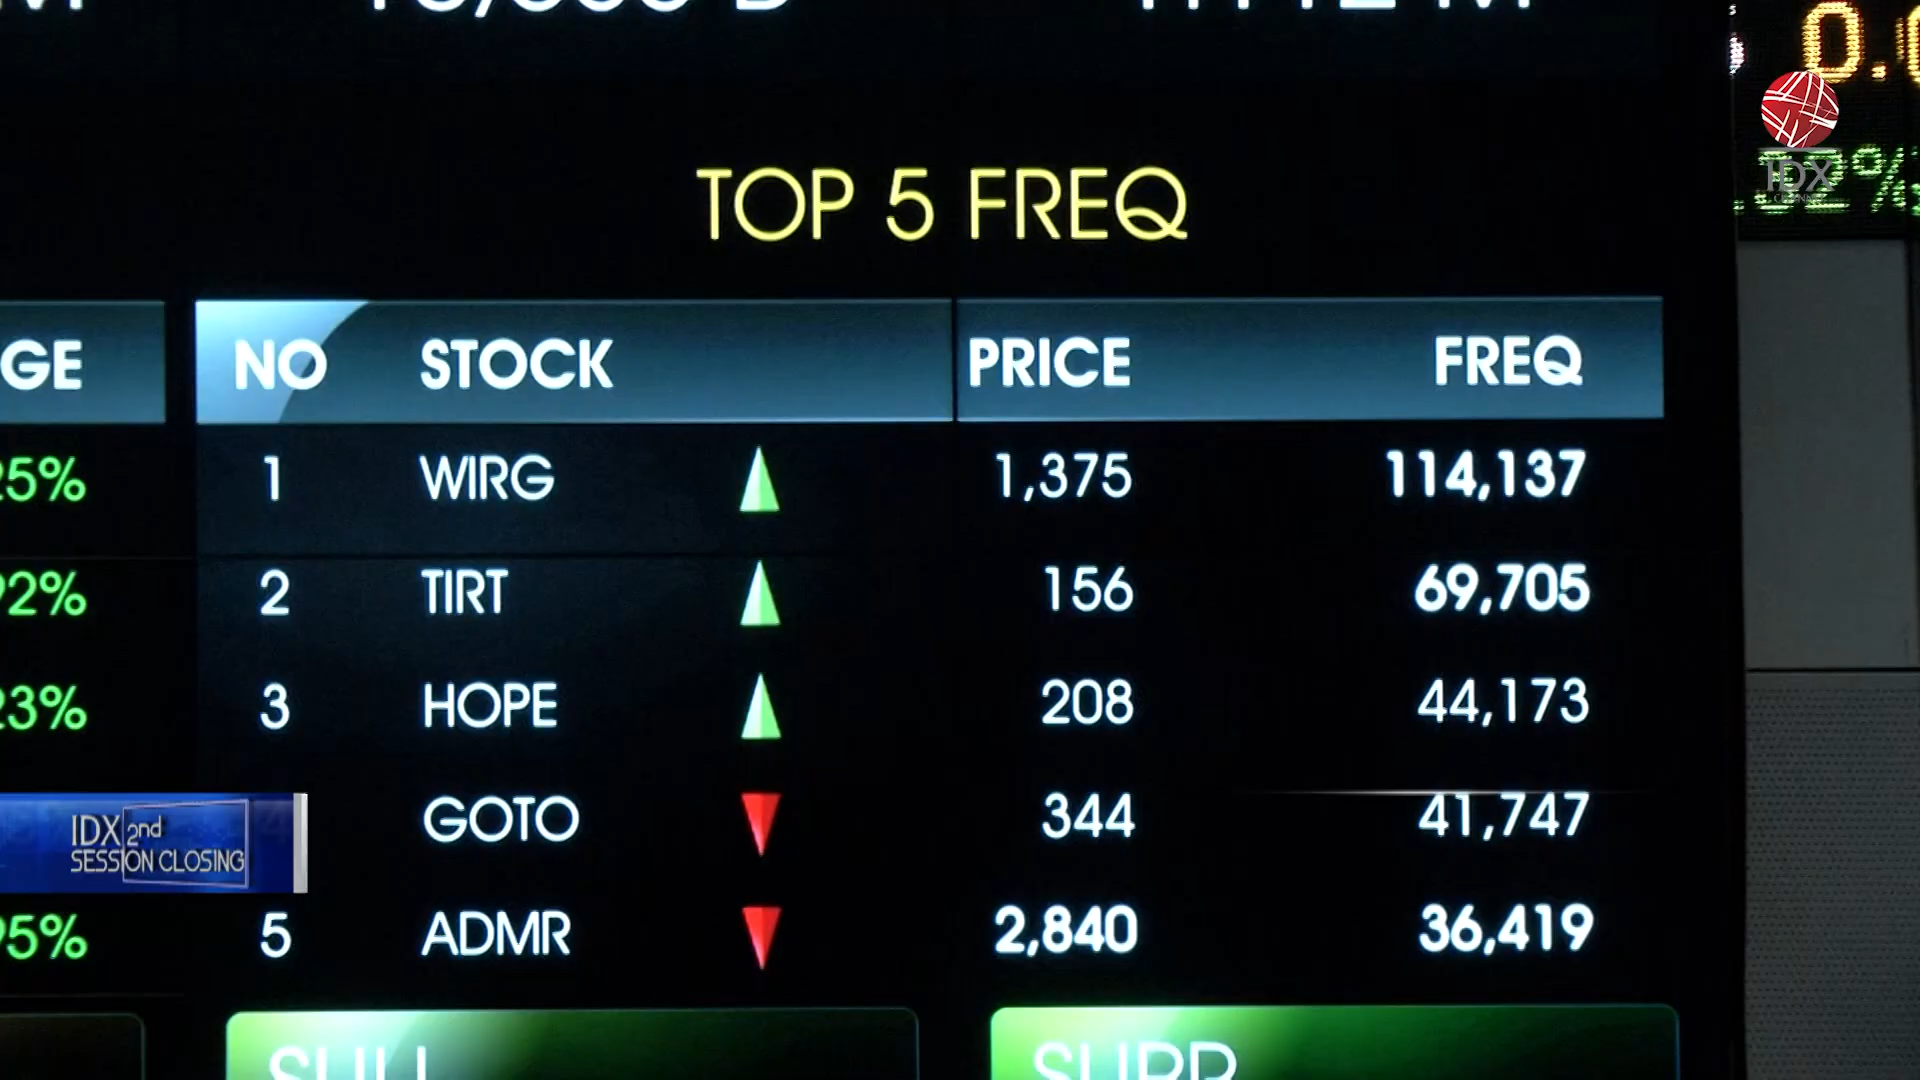 TOP 5 FREQ
NO STOCK PRICE FREQ
1 WIRG 1,375 114,137
2 TIRT 156 69,705
3 HOPE 208 44,173
GOTO 344 41,747
5 ADMR 2,840 36,419
IDX 2nd
SESSION CLOSING
IDX
CHANNEL